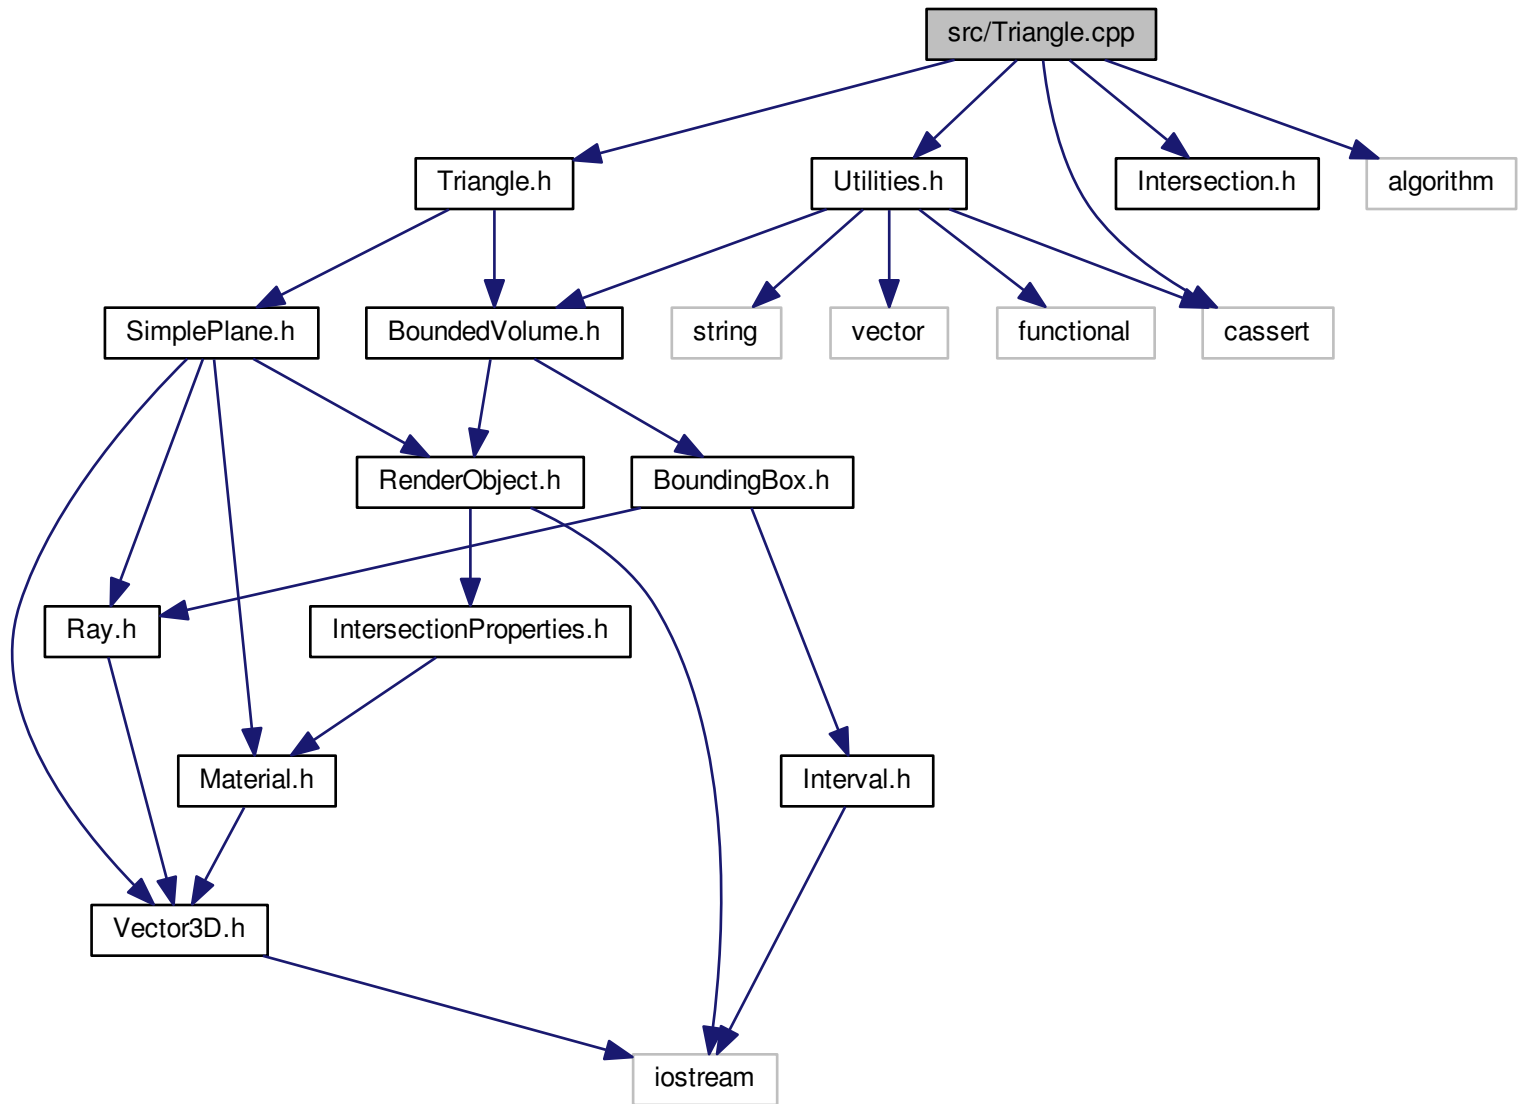 src/Triangle.cpp
Triangle.h
Utilities.h
Intersection.h
algorithm
SimplePlane.h
BoundedVolume.h
string
vector
functional
cassert
RenderObject.h
BoundingBox.h
Ray.h
IntersectionProperties.h
Material.h
Interval.h
Vector3D.h
iostream